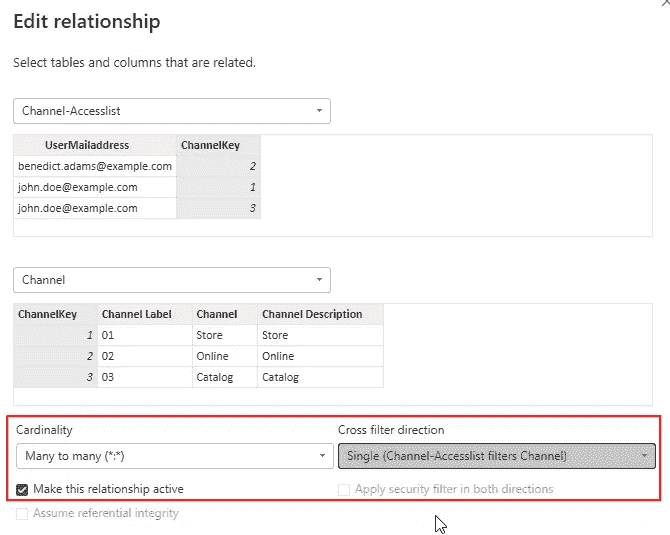 Edit relationship
Select tables and columns that are related.
Channel-Accesslist
UserMailaddress ChannelKey
benedict.adams@example.com 2
john.doe@example.com 1
john.doe@example.com 3
Channel
ChannelKey Channel Label Channel Channel Description
1 01 Store Store
2 02 Online Online
3 03 Catalog Catalog
Cardinality Cross filter direction
Many to many (*:*) Single (Channel-Accesslist filters Channel)
Make this relationship active Apply security filter in both directions
Assume referential integrity